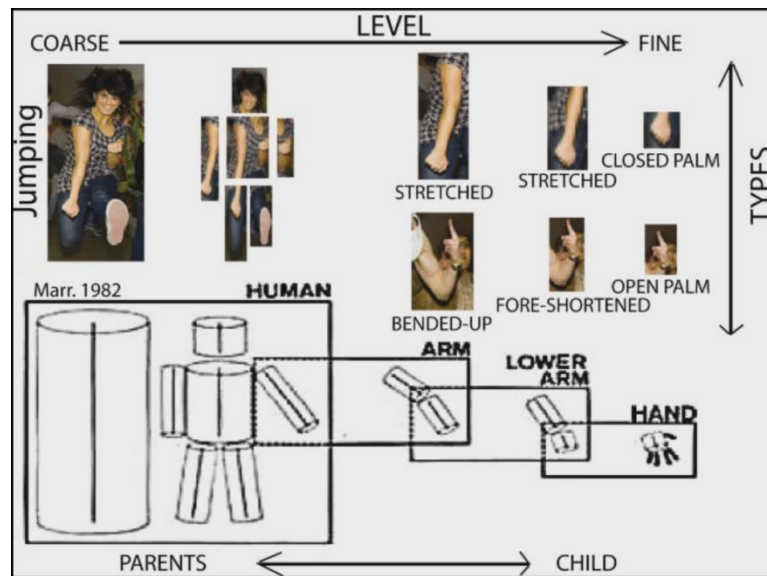 LEVEL
COARSE
FINE
Jumping
TYPES
STRETCHED
STRETCHED
CLOSED PALM
BENDED-UP
FORE-SHORTENED
OPEN PALM
Marr. 1982
HUMAN
ARM
LOWER
ARM
HAND
PARENTS
CHILD